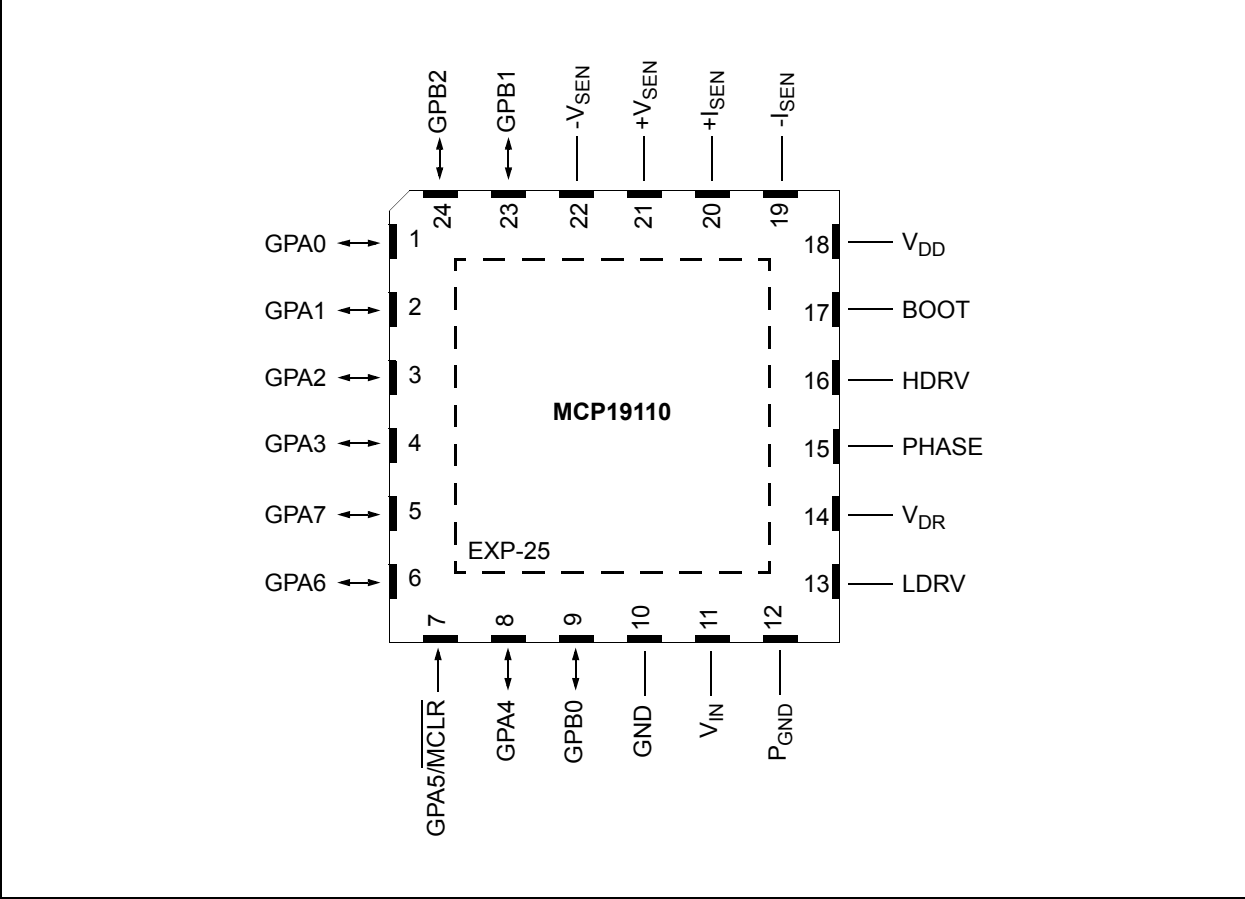 GPB2
GPB1
-VSEN
+VSEN
+ISEN
-ISEN
24
23
22
21
20
19
GPA0 1
18 VDD
GPA1 2
17 BOOT
GPA2 3
16 HDRV
MCP19110
GPA3 4
15 PHASE
GPA7 5
14 VDR
EXP-25
GPA6 6
13 LDRV
7
8
9
10
11
12
GPA5/MCLR
GPA4
GPB0
GND
VIN
PGND